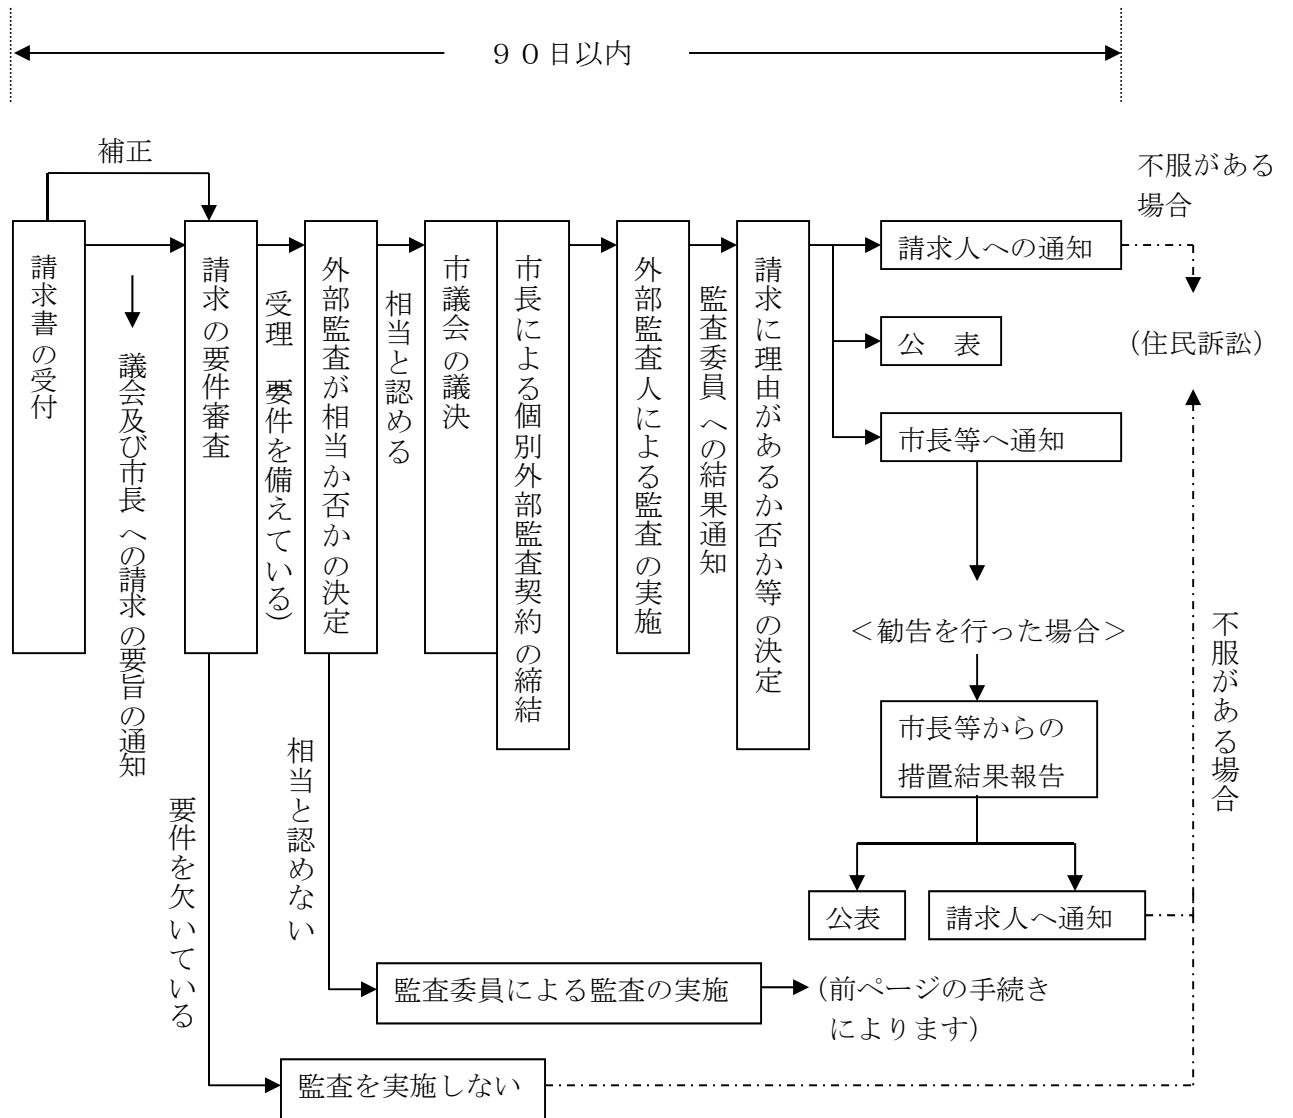 ９０日以内
補正
不服がある
場合
請求書の受付
議会及び市長への請求の要旨の通知
請求の要件審査
受理　要件を備えている)
外部監査が相当か否かの決定
相当と認める
市議会の議決
市長による個別外部監査契約の締結
外部監査人による監査の実施
監査委員への結果通知
請求に理由があるか否か等の決定
請求人への通知
公　表
(住民訴訟)
市長等へ通知
＜勧告を行った場合＞
不服がある場合
市長等からの
措置結果報告
公表
請求人へ通知
相当と認めない
要件を欠いている
監査委員による監査の実施
(前ページの手続き
によります)
監査を実施しない